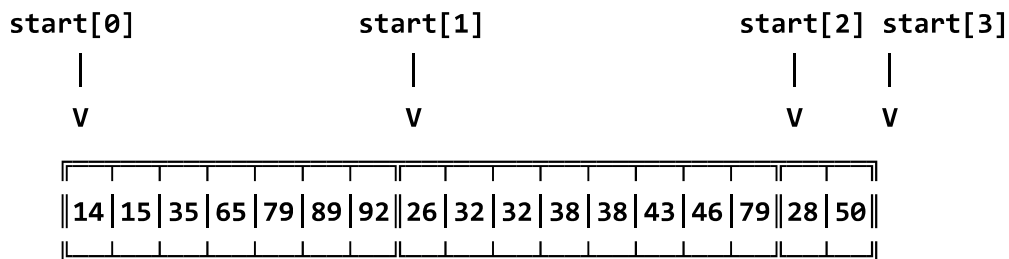 start[0] start[1] start[2] start[3]
| | | |
v v v v
╔══╤══╤══╤══╤══╤══╤══╦══╤══╤══╤══╤══╤══╤══╤══╦══╤══╗
║14│15│35│65│79│89│92║26│32│32│38│38│43│46│79║28│50║
╚══╧══╧══╧══╧══╧══╧══╩══╧══╧══╧══╧══╧══╧══╧══╩══╧══╝